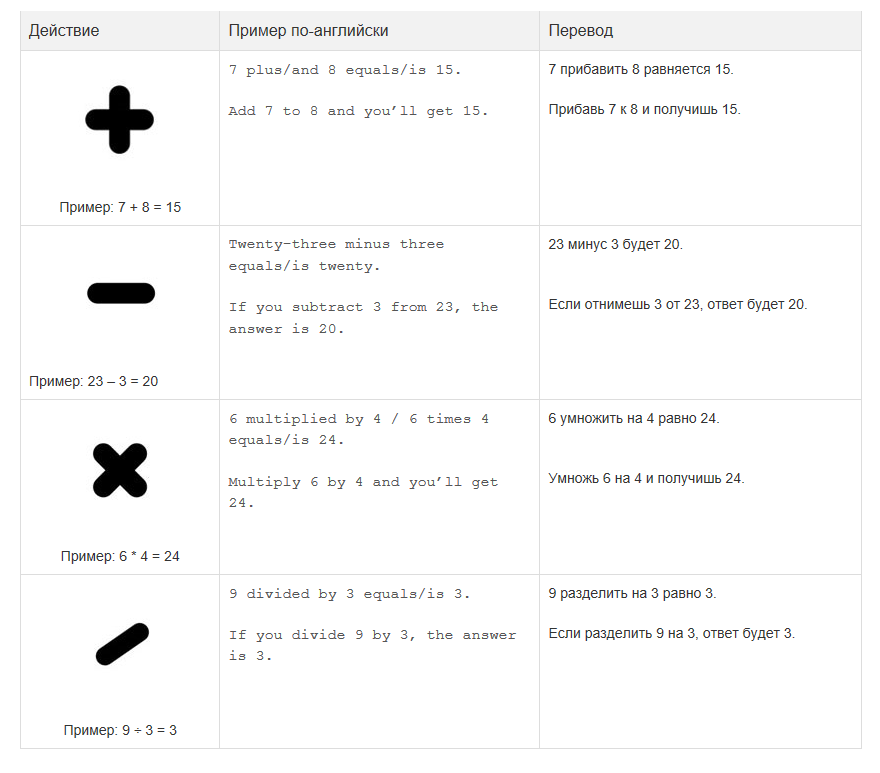 Действие
Пример по-английски
Перевод
Пример: 7 + 8 = 15
7 plus/and 8 equals/is 15.
Add 7 to 8 and you’ll get 15.
7 прибавить 8 равняется 15.
Прибавь 7 к 8 и получишь 15.
Пример: 23 – 3 = 20
Twenty-three minus three
equals/is twenty.
If you subtract 3 from 23, the
answer is 20.
23 минус 3 будет 20.
Если отнимешь 3 от 23, ответ будет 20.
Пример: 6 * 4 = 24
6 multiplied by 4 / 6 times 4
equals/is 24.
Multiply 6 by 4 and you’ll get
24.
6 умножить на 4 равно 24.
Умножь 6 на 4 и получишь 24.
Пример: 9 ÷ 3 = 3
9 divided by 3 equals/is 3.
If you divide 9 by 3, the answer
is 3.
9 разделить на 3 равно 3.
Если разделить 9 на 3, ответ будет 3.